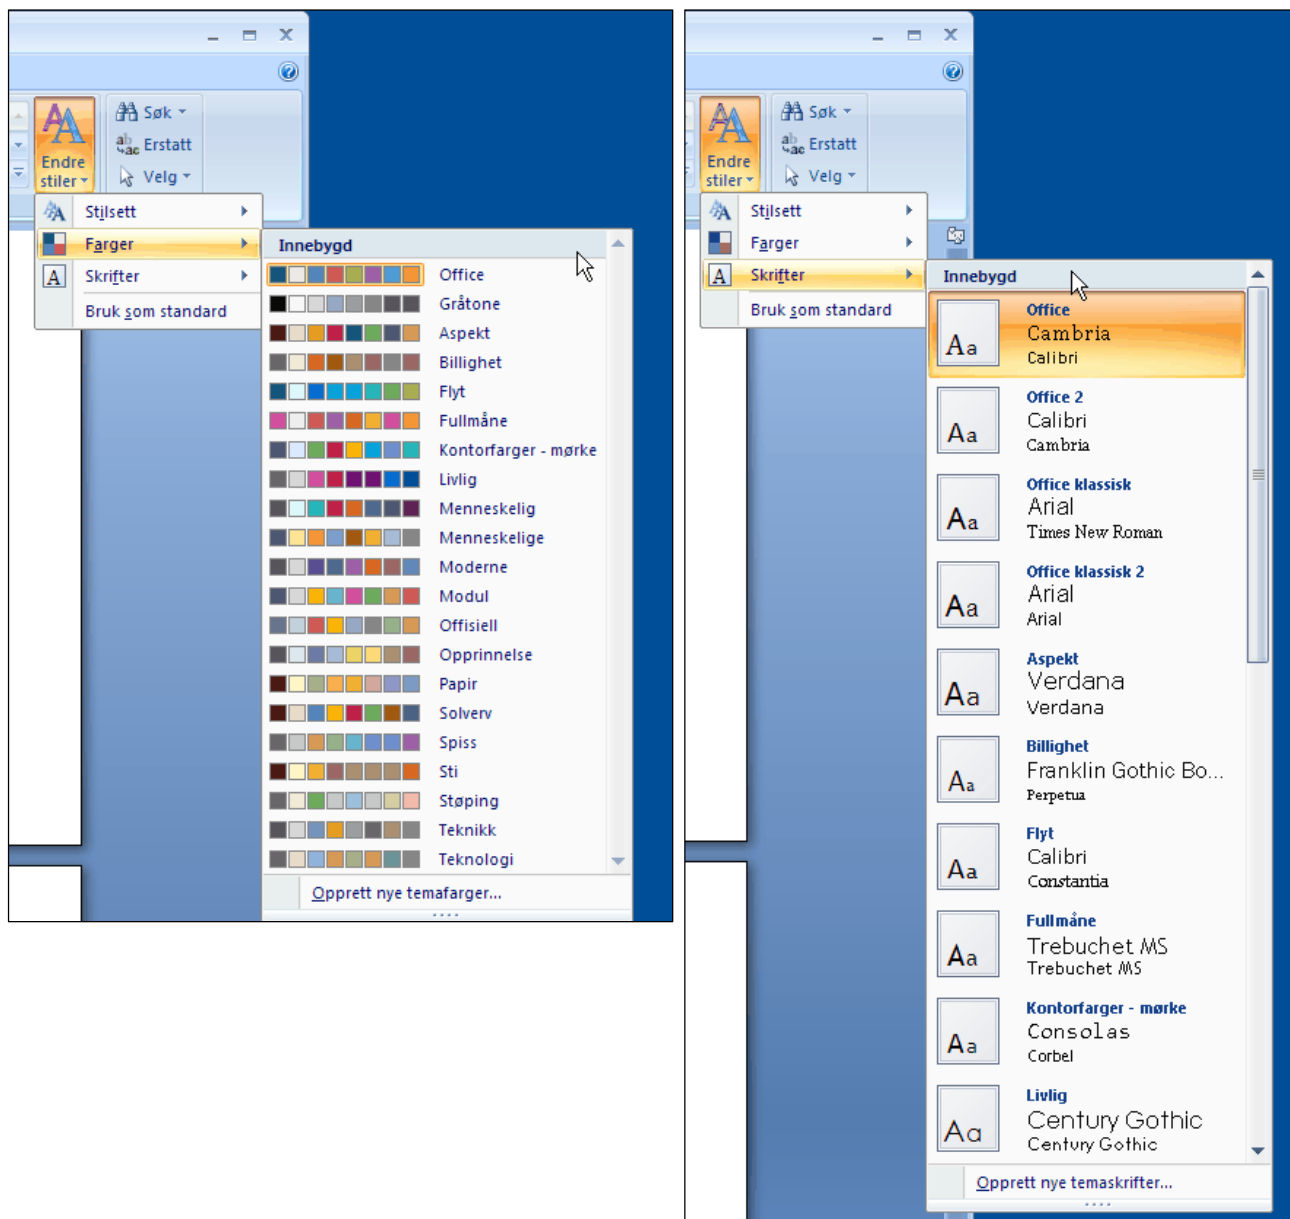 Søk
Erstatt
Endre
stiler
Velg
Stilsett
Farger
Skrifter
Bruk som standard
Innebygd
Office
Gråtone
Aspekt
Billighet
Flyt
Fullmåne
Kontorfarger - mørke
Livlig
Menneskelig
Menneskelige
Moderne
Modul
Offisiell
Opprinnelse
Papir
Solverv
Spiss
Sti
Støping
Teknikk
Teknologi
Opprett nye temafarger...
Søk
Erstatt
Endre
stiler
Velg
Stilsett
Farger
Skrifter
Bruk som standard
Innebygd
Office
Cambria
Calibri
Aa
Office 2
Calibri
Cambria
Aa
Office klassisk
Arial
Times New Roman
Aa
Office klassisk 2
Arial
Arial
Aa
Aspekt
Verdana
Verdana
Aa
Billighet
Franklin Gothic Bo...
Perpetua
Aa
Flyt
Calibri
Constantia
Aa
Fullmåne
Trebuchet MS
Trebuchet MS
Aa
Kontorfarger - mørke
Consolas
Corbel
Aa
Livlig
Century Gothic
Century Gothic
Aa
Opprett nye temaskrifter...